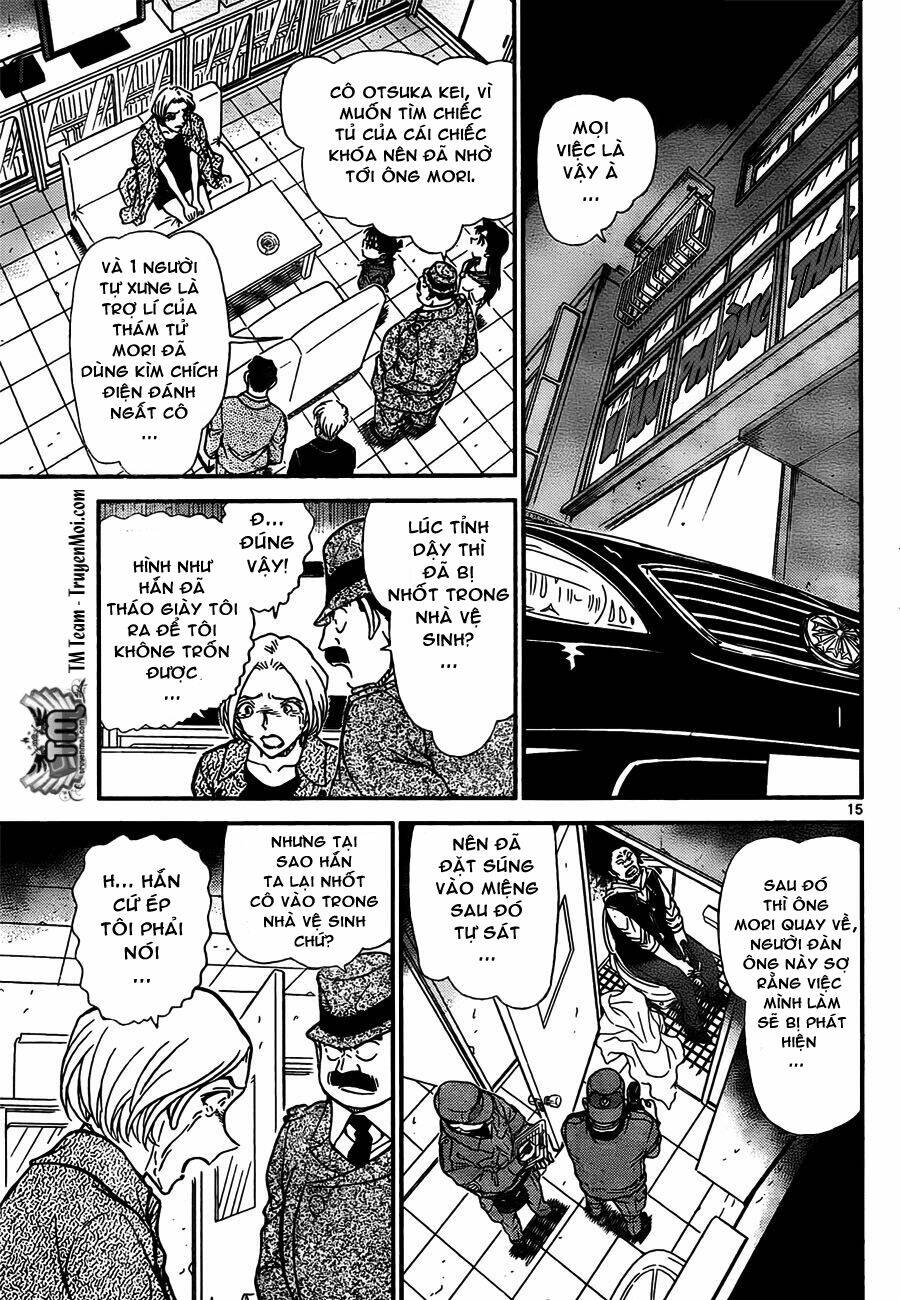 MỌI
VIỆC LÀ
VẬY À
...
CÔ OTSUKA KEI, VÌ
MUỐN TÌM CHIẾC
TỦ CỦA CÁI CHIẾC
KHÓA NÊN ĐÃ NHỜ
TỚI ÔNG MORI.
VÀ 1 NGƯỜI
TỰ XƯNG LÀ
TRỢ LÍ CỦA
THÁM TỬ
MORI ĐÃ
DÙNG KÌM CHÍCH
ĐIỆN ĐÁNH
NGẤT CÔ
...
VĂN PHÒNG THÁM
LÚC TỈNH
DẬY THÌ
ĐÃ BỊ
NHỐT TRONG
NHÀ VỆ
SINH?
...
Đ...
ĐÚNG
VẬY!
HÌNH NHƯ
HẮN ĐÃ
THÁO GIÀY TÔI
RA ĐỂ TÔI
KHÔNG TRỐN
ĐƯỢC
...
TM Team - TruyenMoi.com
TM
15
SAU ĐÓ
THÌ ÔNG
MORI QUAY VỀ,
NGƯỜI ĐÀN
ÔNG NÀY SỢ
RẰNG VIỆC
MÌNH LÀM
SẼ BỊ PHÁT
HIỆN
...
NÊN ĐÃ
ĐẶT SÚNG
VÀO MIỆNG
SAU ĐÓ
TỰ SÁT
...
NHƯNG TẠI
SAO HẮN
TA LẠI NHỐT
CÔ VÀO TRONG
NHÀ VỆ SINH
CHỨ?
H... HẮN
CỨ ÉP
TÔI PHẢI
NÓI
...